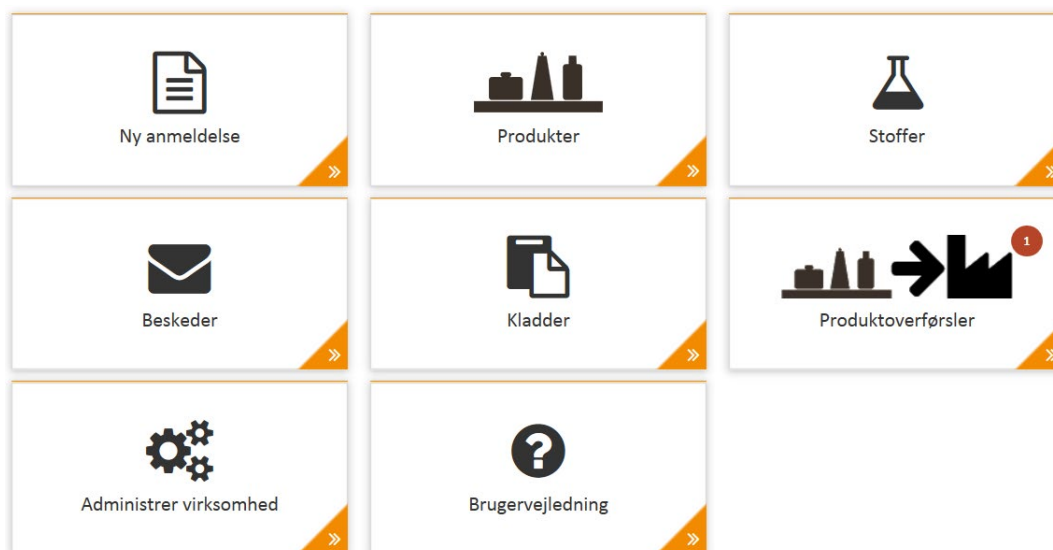 Ny anmeldelse
Produkter
Stoffer
Beskeder
Kladder
1
Produktoverførsler
Administrer virksomhed
Brugervejledning